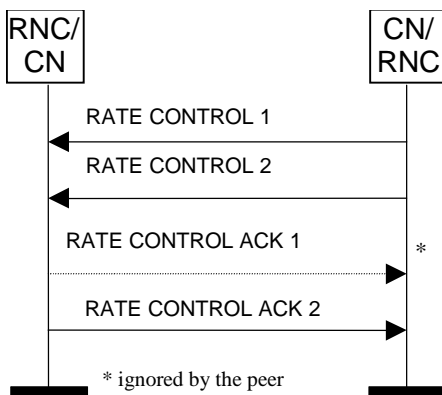 RNC/
CN
CN/
RNC
RATE CONTROL 1
RATE CONTROL 2
RATE CONTROL ACK 1
*
RATE CONTROL ACK 2
* ignored by the peer